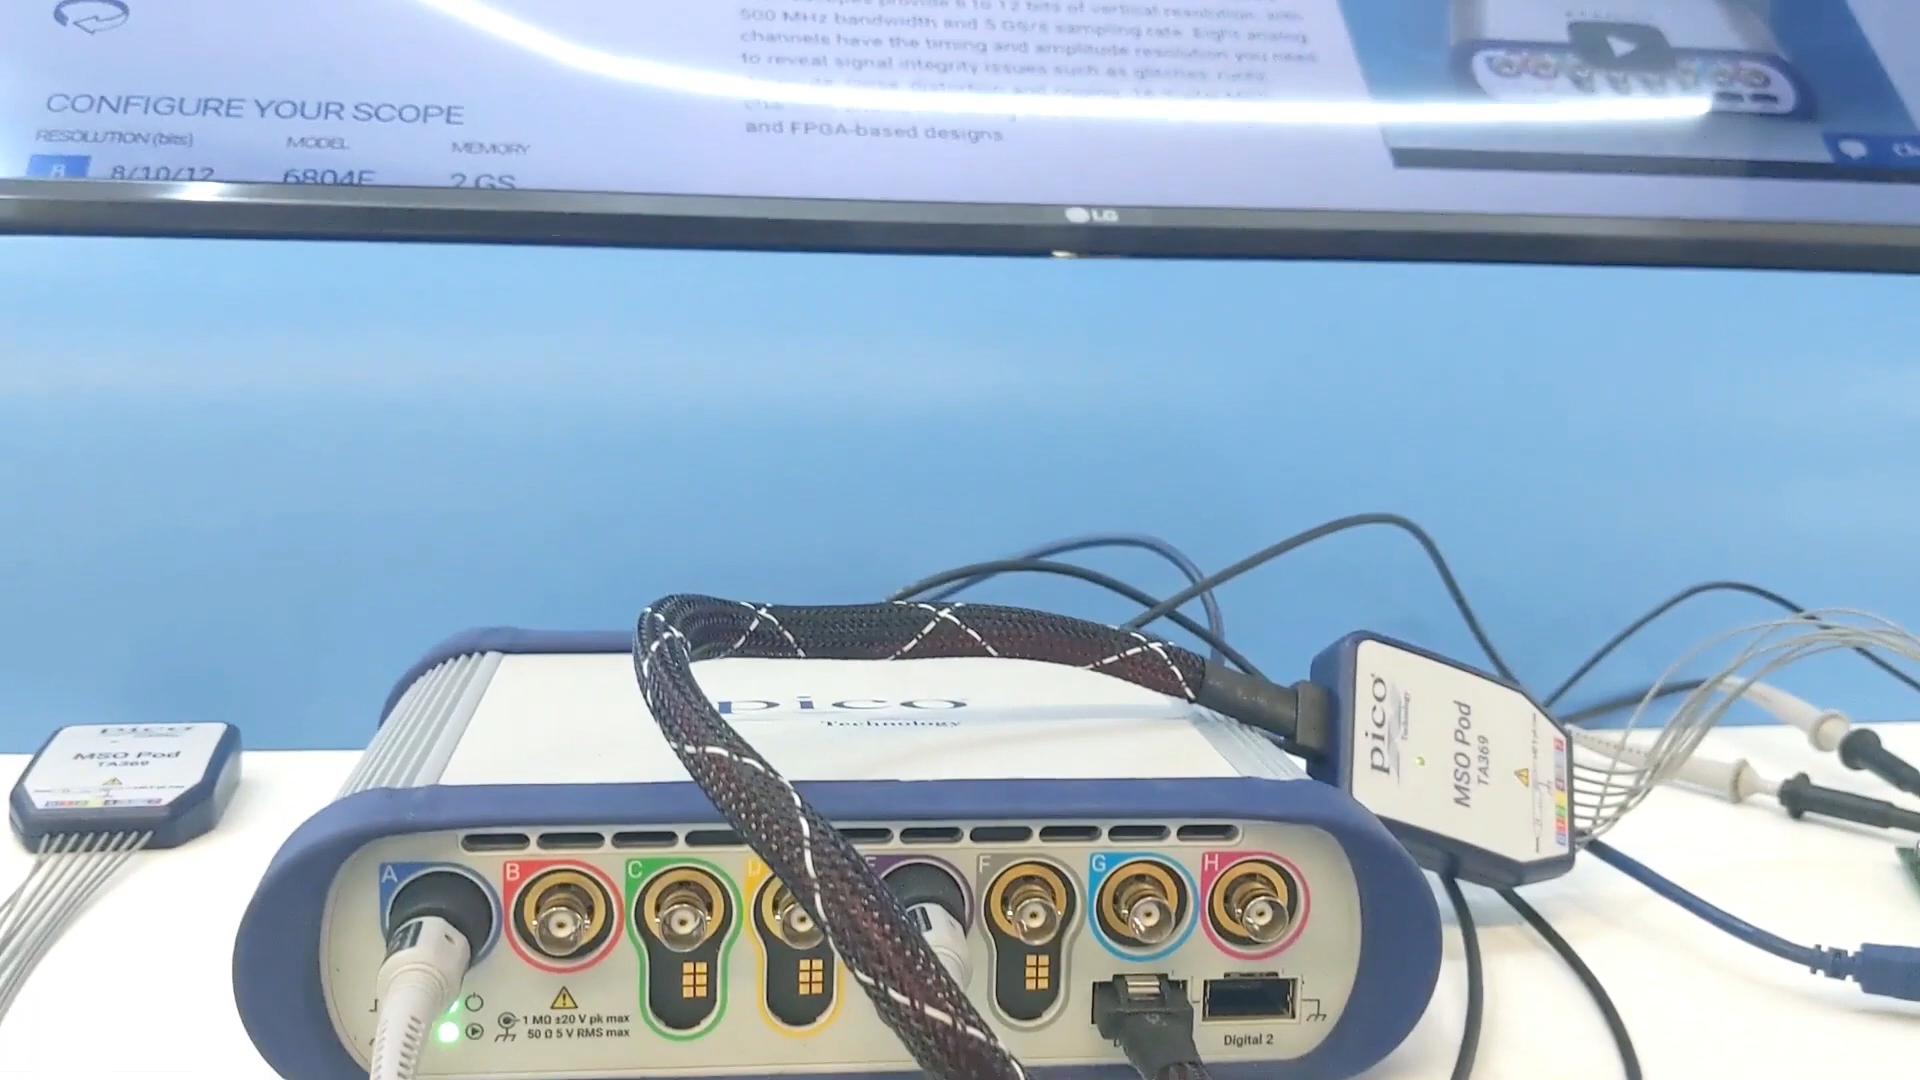 500 MHz bandwidth and 5 GS/s sampling rate. Eight analog
channels have the timing and amplitude resolution you need
to reveal signal integrity issues such as glitches, runts,
and FPGA-based designs
CONFIGURE YOUR SCOPE
RESOLUTION (bits) MODEL MEMORY
8 8/10/12 6804E 2 GS
LG
pico
Technology
pico
MSO Pod
TA369
pico
Technology
MSO Pod
TA369
A B C D E F G H
1 MΩ ±20 V pk max
50 Ω 5 V RMS max
Digital 2